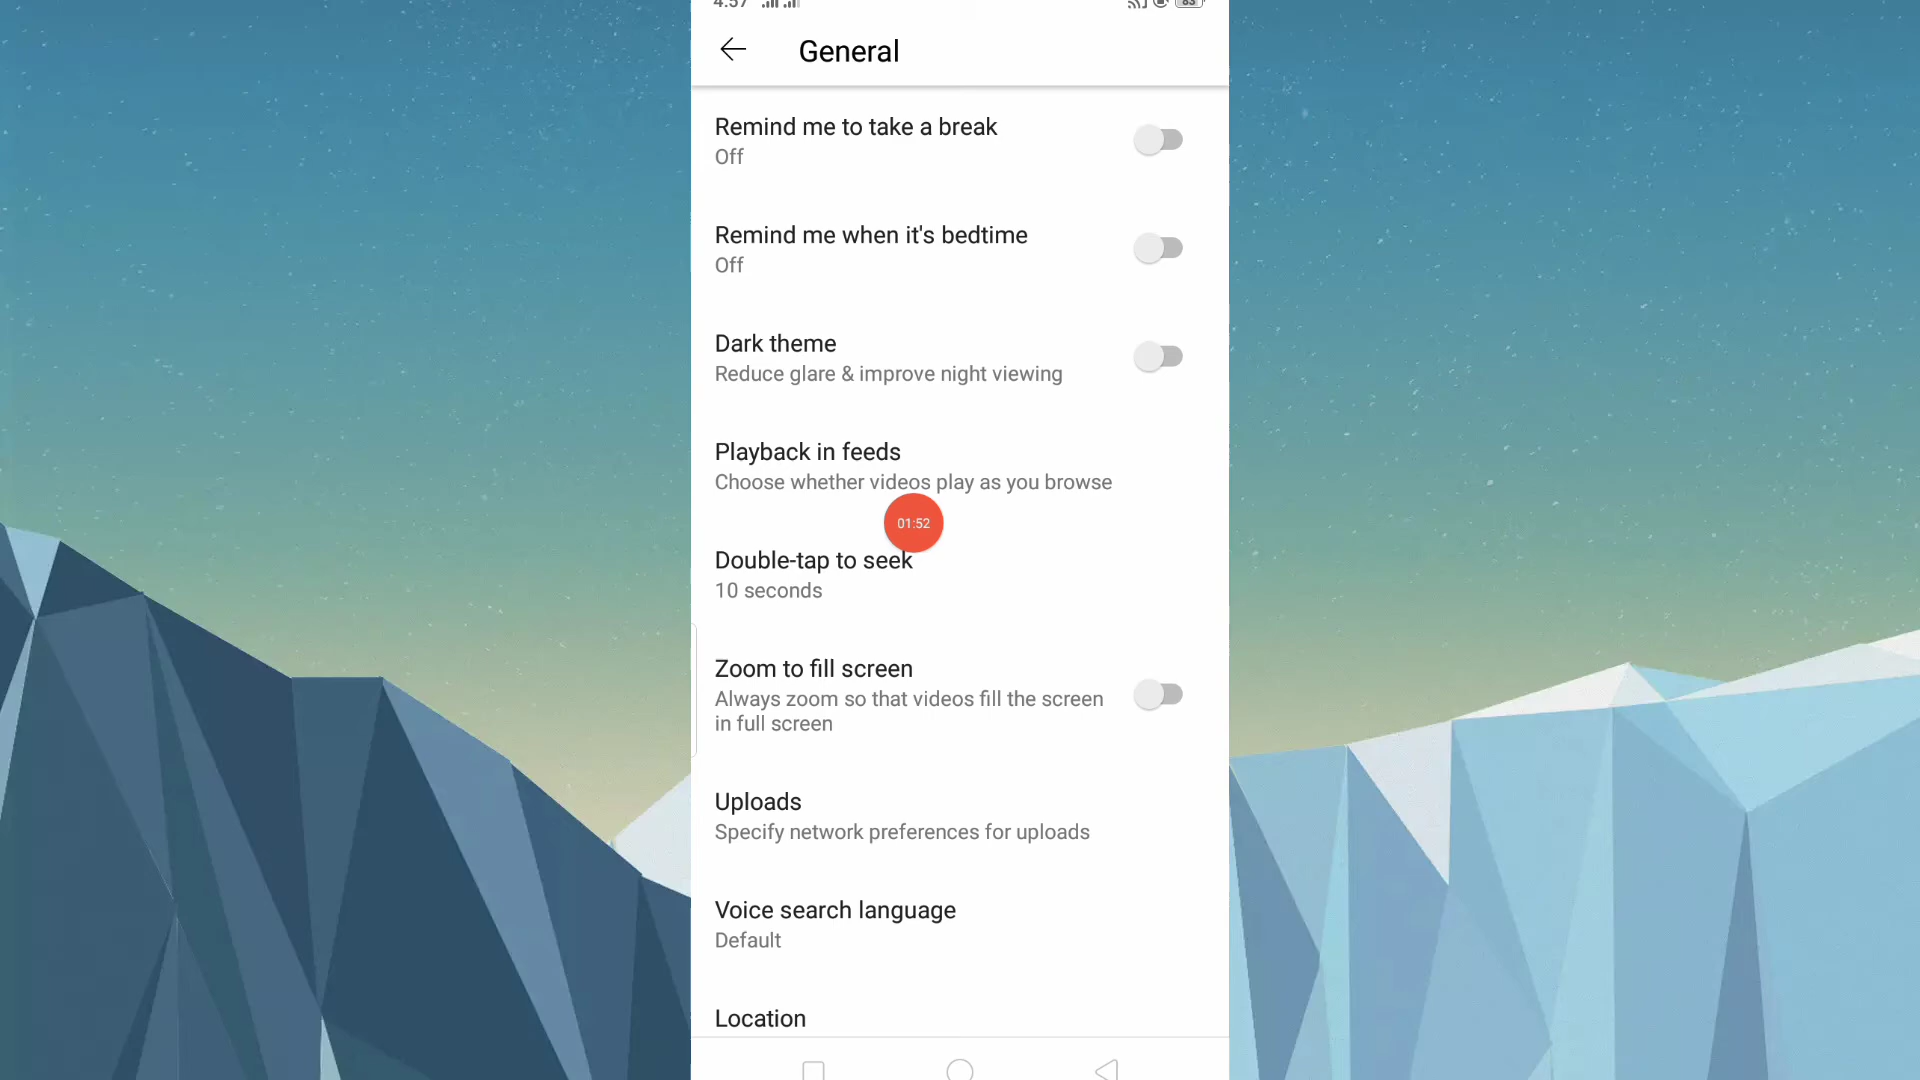 4:57
83
General
Remind me to take a break
Off
Remind me when it's bedtime
Off
Dark theme
Reduce glare & improve night viewing
Playback in feeds
Choose whether videos play as you browse
01:52
Double-tap to seek
10 seconds
Zoom to fill screen
Always zoom so that videos fill the screen
in full screen
Uploads
Specify network preferences for uploads
Voice search language
Default
Location